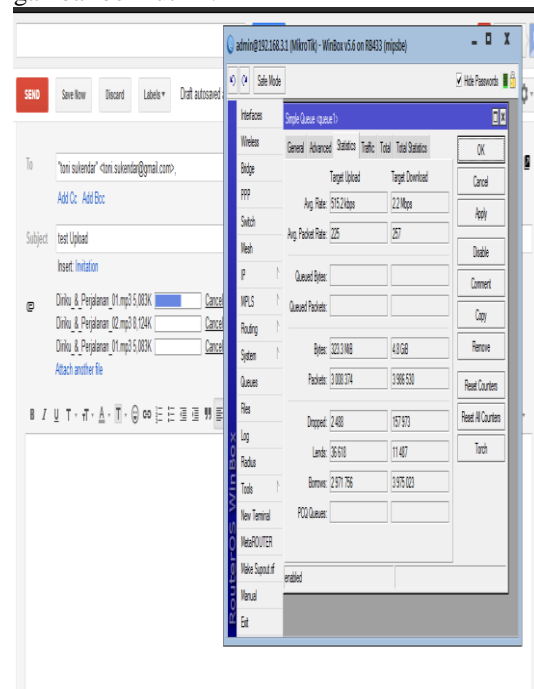 admin@192.168.3.1 (MikroTik) - WinBox v5.6 on RB433 (mipsbe)
Safe Mode
Hide Passwords
SEND Save Now Discard Labels Draft autosaved
To "toni sukendar" <toni.sukendar@gmail.com>,
Add Cc Add Bcc
Subject test Upload
Insert: Invitation
Diriku_&_Perjalanan_01.mp3 5,083K Cancel
Diriku_&_Perjalanan_02.mp3 8,124K Cancel
Diriku_&_Perjalanan_01.mp3 5,083K Cancel
Attach another file
B I U T
RouterOS WinBox
Interfaces
Wireless
Bridge
PPP
Switch
Mesh
IP
MPLS
Routing
System
Queues
Files
Log
Radius
Tools
New Terminal
MetaROUTER
Make Supout.rif
Manual
Exit
Simple Queue <queue1>
General Advanced Statistics Traffic Total Total Statistics
Target Upload Target Download
Avg. Rate: 515.2 kbps 2.2 Mbps
Avg. Packet Rate: 225 257
Queued Bytes:
Queued Packets:
Bytes: 323.3 MiB 4.0 GiB
Packets: 3 008 374 3 986 530
Dropped: 2 488 157 973
Lends: 36 618 11 487
Borrows: 2 971 756 3 975 023
PCQ Queues:
enabled
OK
Cancel
Apply
Disable
Comment
Copy
Remove
Reset Counters
Reset All Counters
Torch